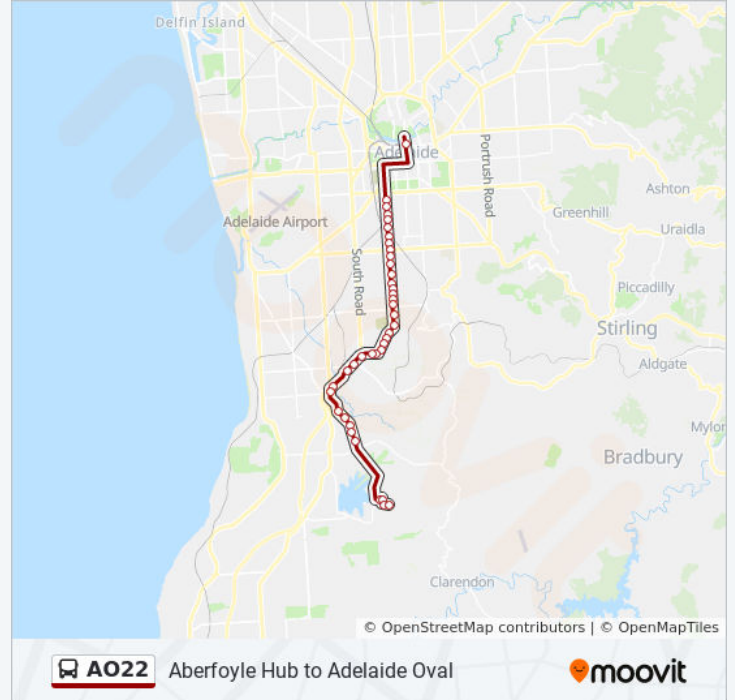 Delfin Island
Adelaide
Portrush Road
Ashton
Greenhill
Adelaide Airport
Uraidla
South Road
Piccadilly
Stirling
Aldgate
Mylor
Bradbury
Clarendon
© OpenStreetMap contributors | © OpenMapTiles
AO22 Aberfoyle Hub to Adelaide Oval
moovit